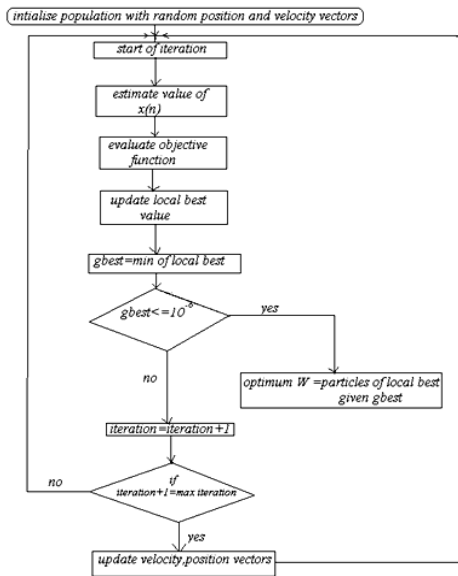 intialise population with random position and velocity vectors
start of iteration
estimate value of
x(n)
evaluate objective
function
update local best
value
gbest=min of local best
gbest<=10^-6
yes
no
optimum W =particles of local best
given gbest
iteration=iteration+1
if
iteration+1=max iteration
no
yes
update velocity,position vectors